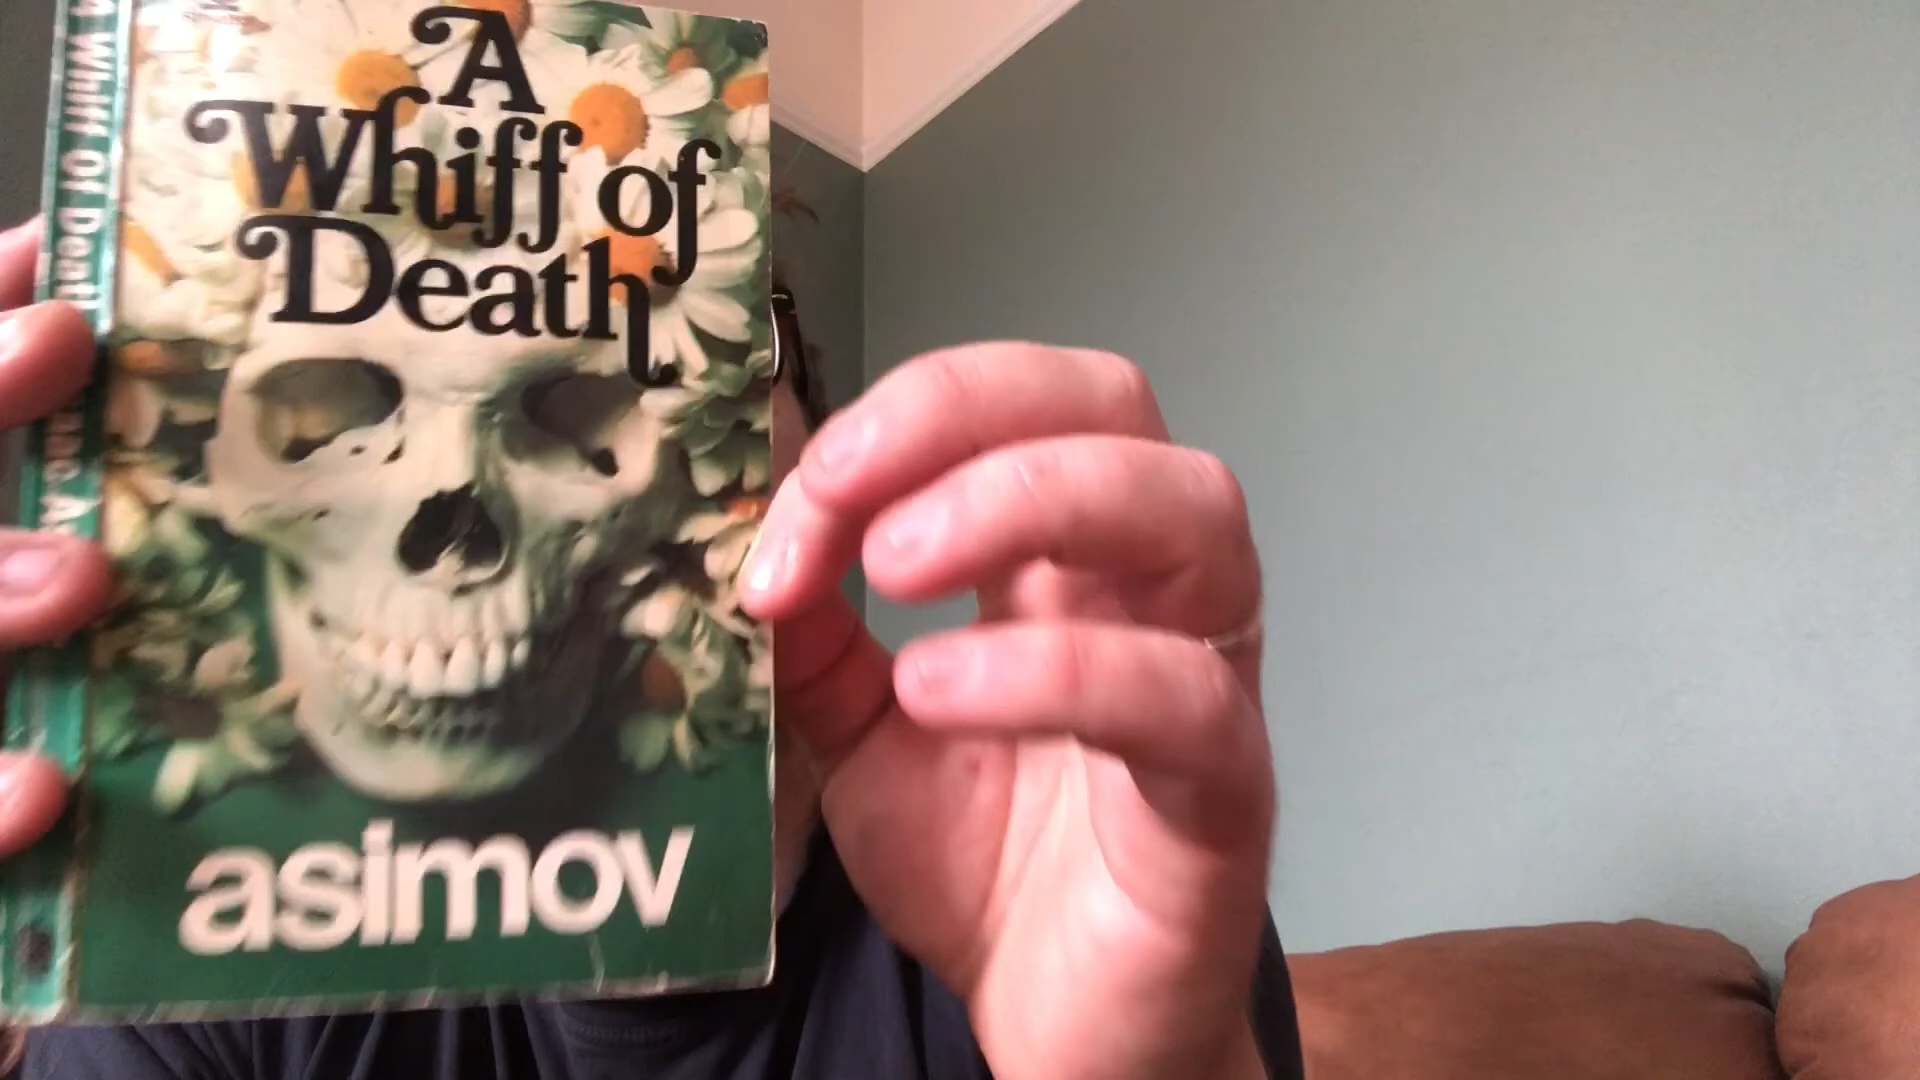 A
Whiff of
Death
asimov
A Whiff Of Death